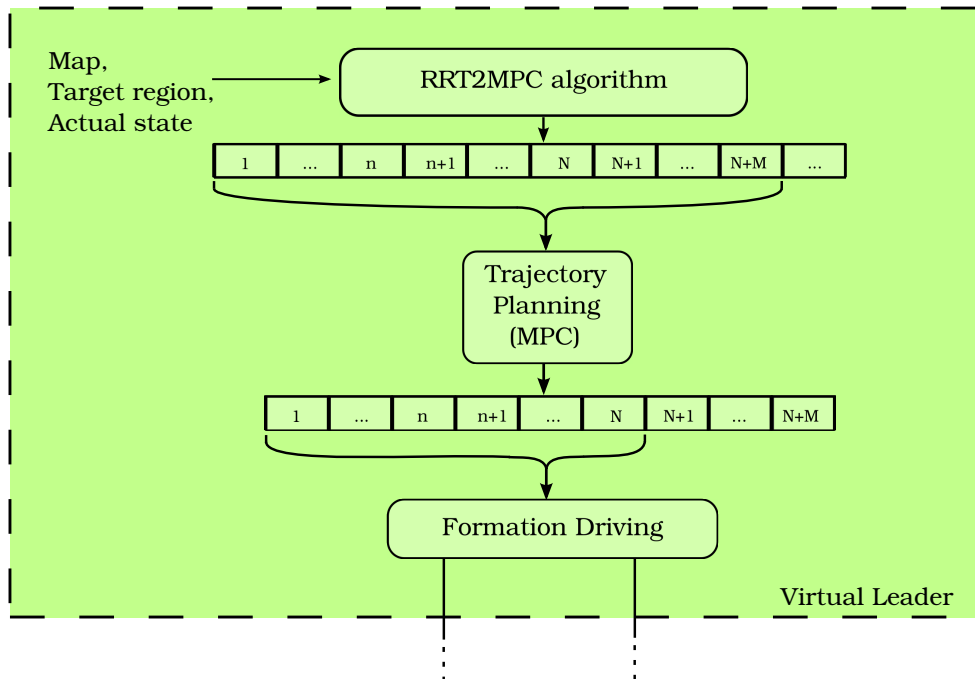 Map,
Target region,
Actual state
RRT2MPC algorithm
1 ... n n+1 ... N N+1 ... N+M ...
Trajectory
Planning
(MPC)
1 ... n n+1 ... N N+1 ... N+M
Formation Driving
Virtual Leader